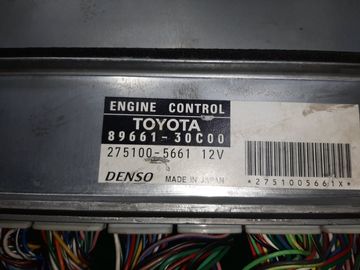 ENGINE CONTROL
TOYOTA
89661-30C00
275100-5661 12V
DENSO MADE IN JAPAN
*2751005661X*